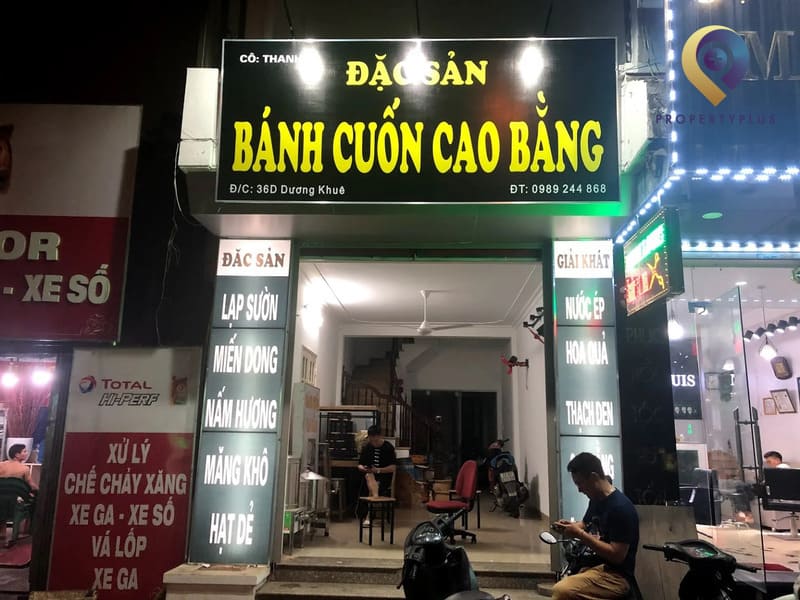 CÔ: THANH
ĐẶC SẢN
BÁNH CUỐN CAO BẰNG
Đ/C: 36D Dương Khuê
ĐT: 0989 244 868
PROPERTYPLUS
M
OR
- XE SỐ
TOTAL
HI-PERF
XỬ LÝ
CHẾ CHÁY XĂNG
XE GA - XE SỐ
VÁ LỐP
XE GA
ĐẶC SẢN
LẠP SƯỜN
MIẾN DONG
NẤM HƯƠNG
MĂNG KHÔ
HẠT DẺ
GIẢI KHÁT
NƯỚC ÉP
HOA QUẢ
THẠCH ĐEN
UIS